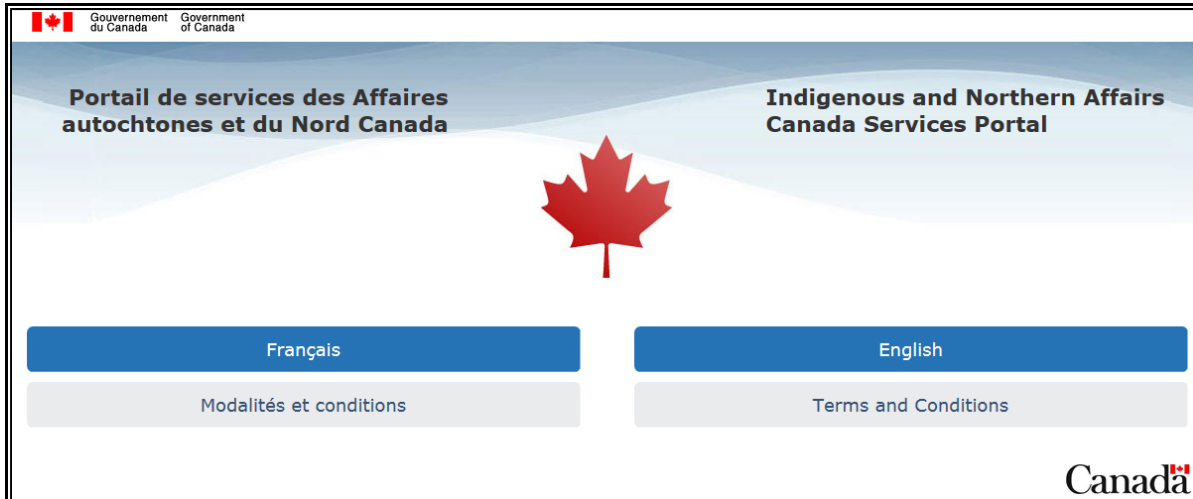 Gouvernement
du Canada
Government
of Canada
Portail de services des Affaires
autochtones et du Nord Canada
Indigenous and Northern Affairs
Canada Services Portal
Français
English
Modalités et conditions
Terms and Conditions
Canada